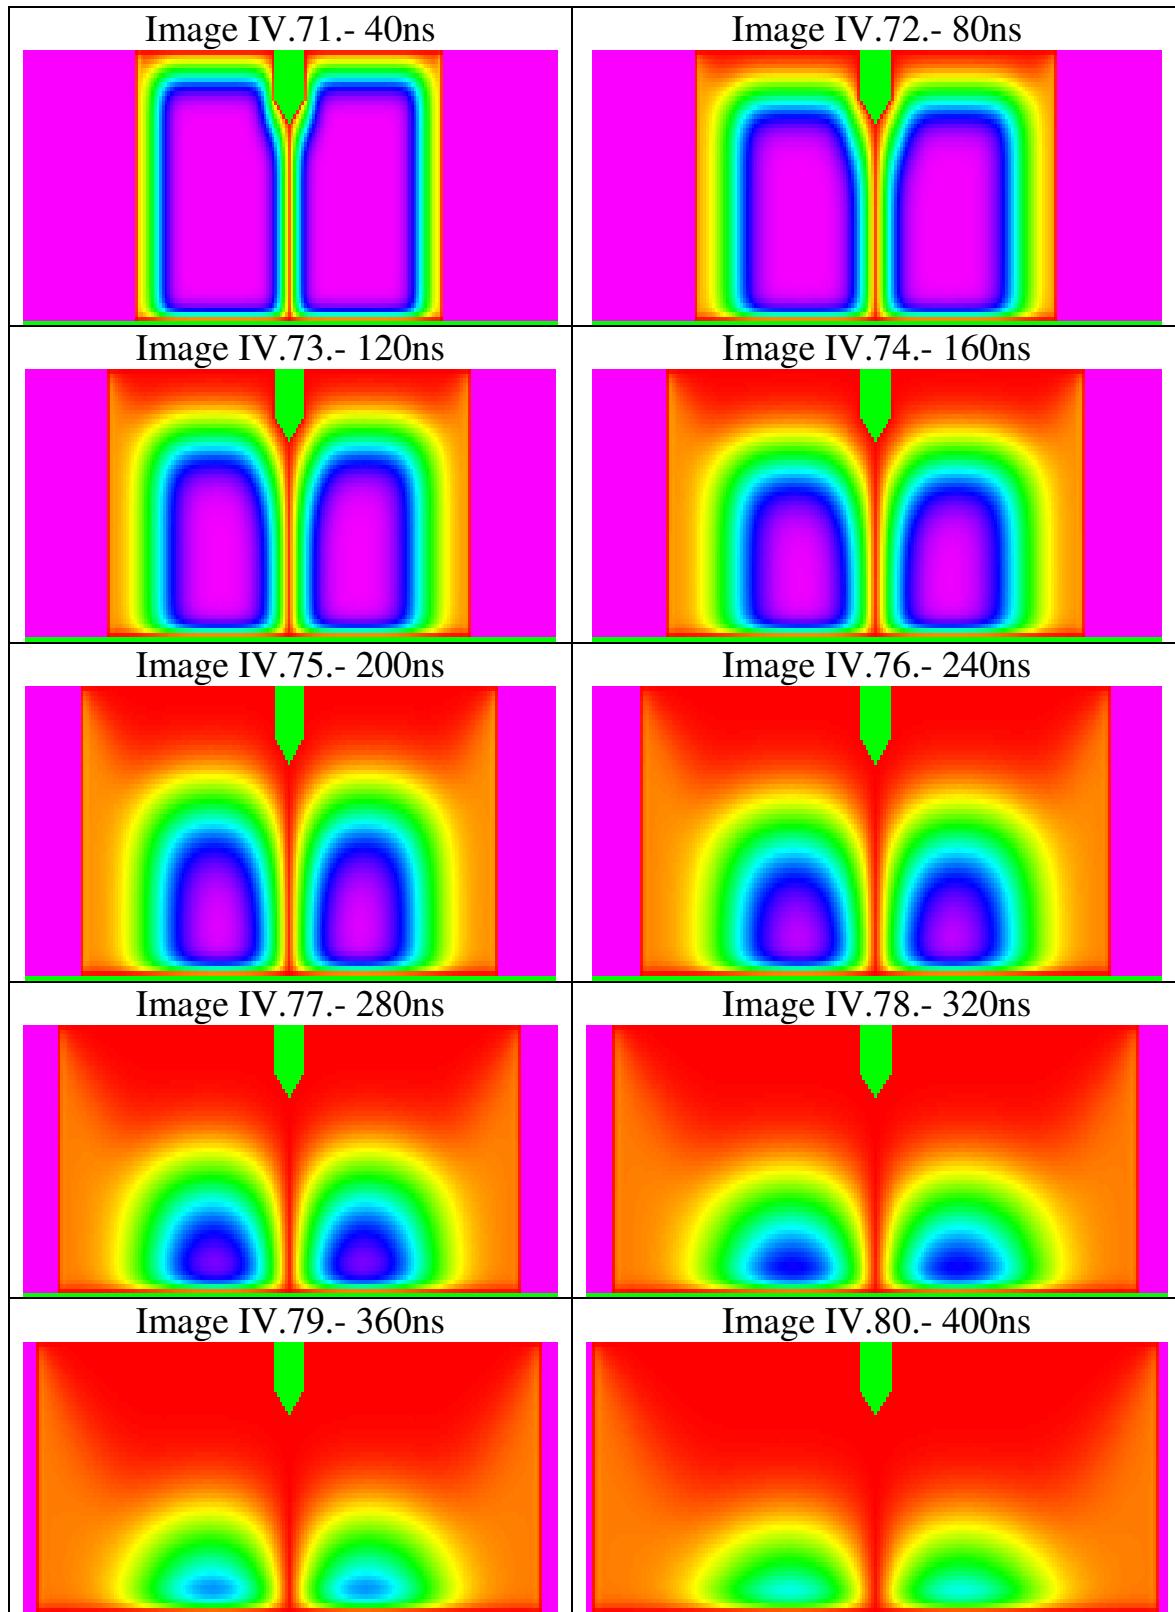 Image IV.71.- 40ns
Image IV.72.- 80ns
Image IV.73.- 120ns
Image IV.74.- 160ns
Image IV.75.- 200ns
Image IV.76.- 240ns
Image IV.77.- 280ns
Image IV.78.- 320ns
Image IV.79.- 360ns
Image IV.80.- 400ns